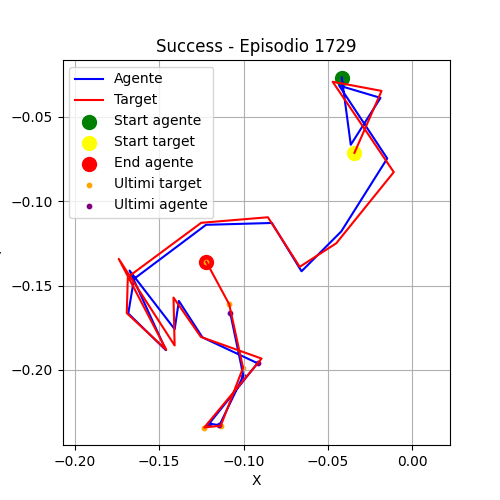 Success - Episodio 1729
Agente
Target
Start agente
Start target
End agente
Ultimi target
Ultimi agente
−0.05
−0.10
−0.15
−0.20
−0.20
−0.15
−0.10
−0.05
0.00
X